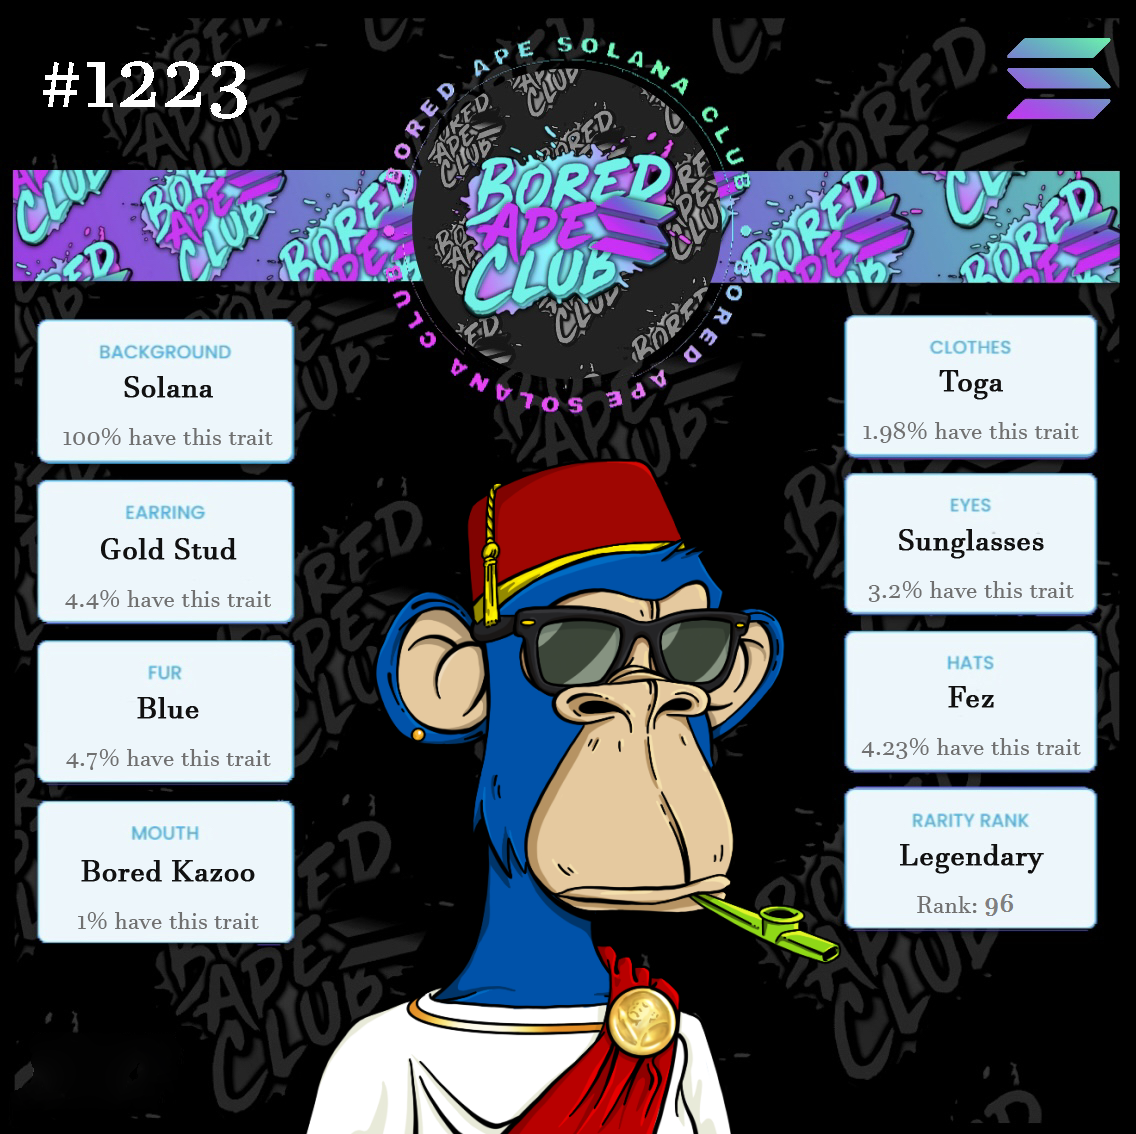 #1223
BORED APE SOLANA CLUB
BORED APE SOLANA CLUB
BORED
APE
CLUB
BACKGROUND
Solana
100% have this trait
EARRING
Gold Stud
4.4% have this trait
FUR
Blue
4.7% have this trait
MOUTH
Bored Kazoo
1% have this trait
CLOTHES
Toga
1.98% have this trait
EYES
Sunglasses
3.2% have this trait
HATS
Fez
4.23% have this trait
RARITY RANK
Legendary
Rank: 96